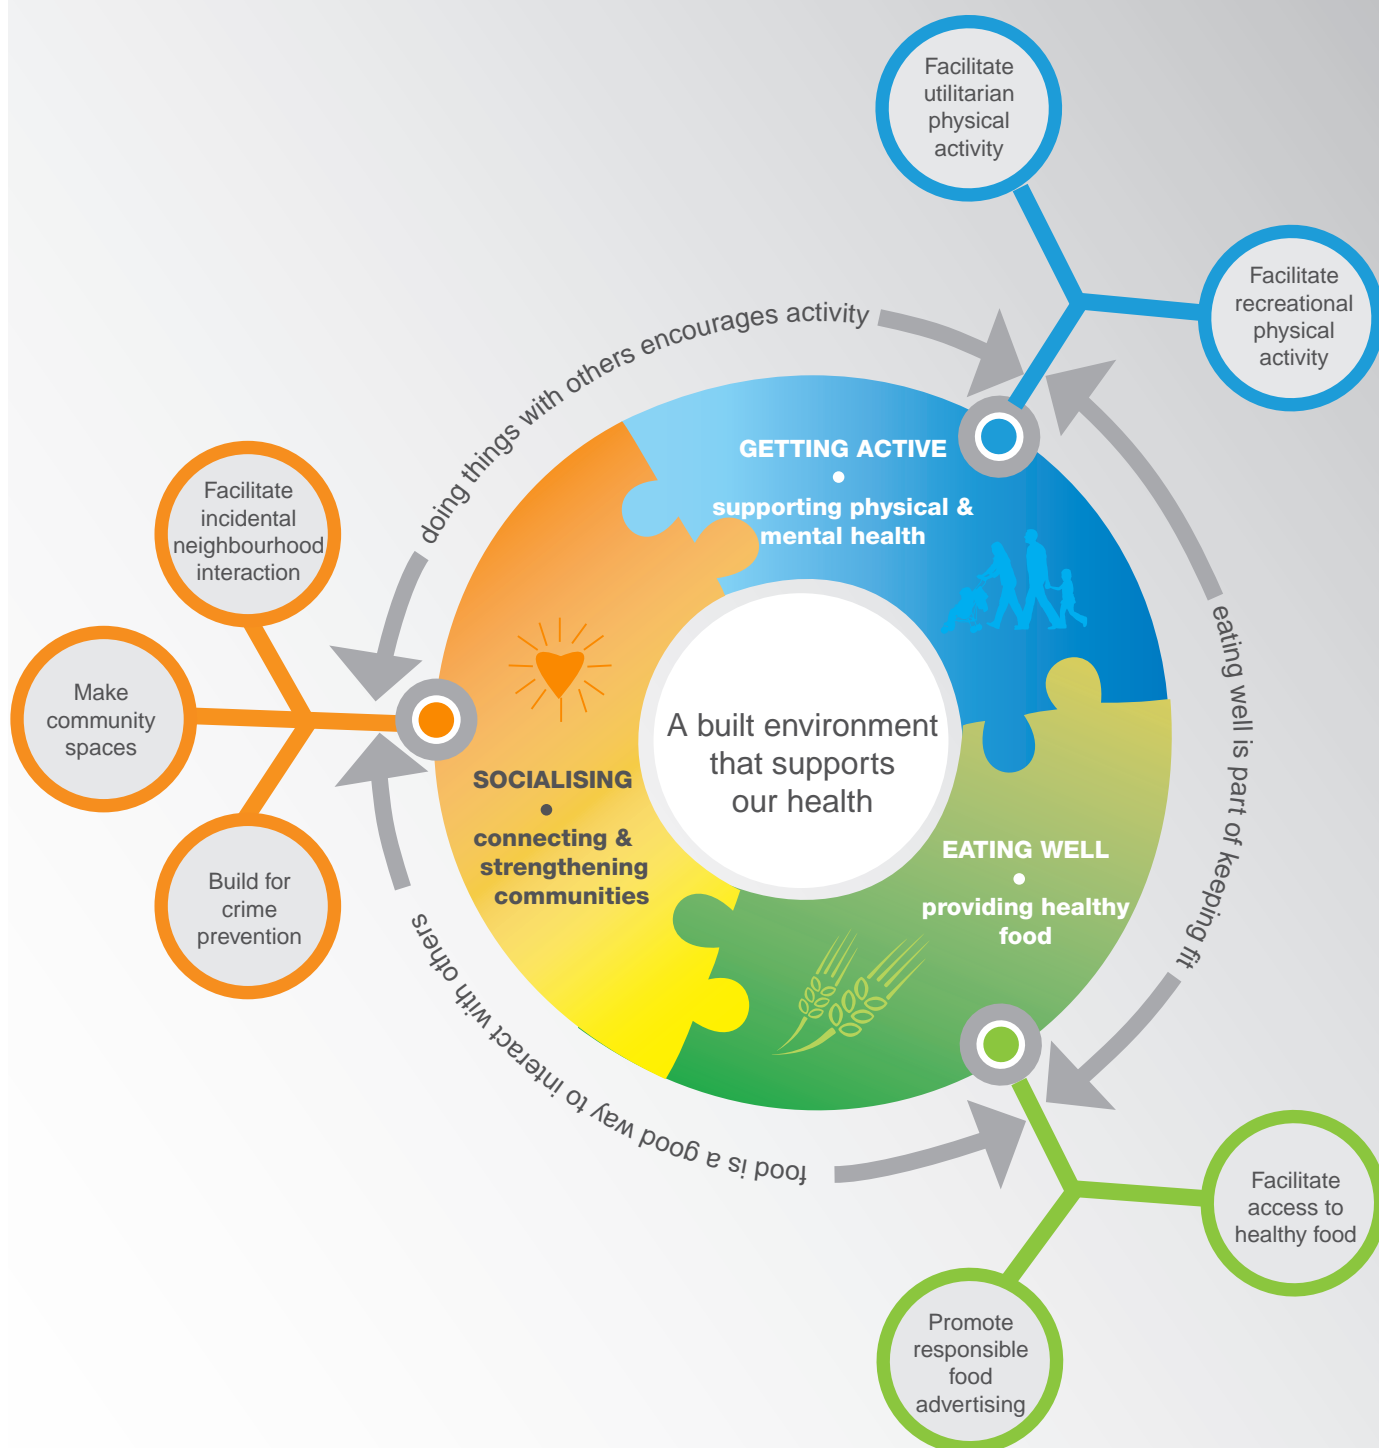 Facilitate
utilitarian
physical
activity
Facilitate
recreational
physical
activity
doing things with others encourages activity
GETTING ACTIVE
•
supporting physical &
mental health
Facilitate
incidental
neighbourhood
interaction
Make
community
spaces
Build for
crime
prevention
SOCIALISING
•
connecting &
strengthening
communities
A built environment
that supports
our health
eating well is part of keeping fit
EATING WELL
•
providing healthy
food
food is a good way to interact with others
Facilitate
access to
healthy food
Promote
responsible
food
advertising